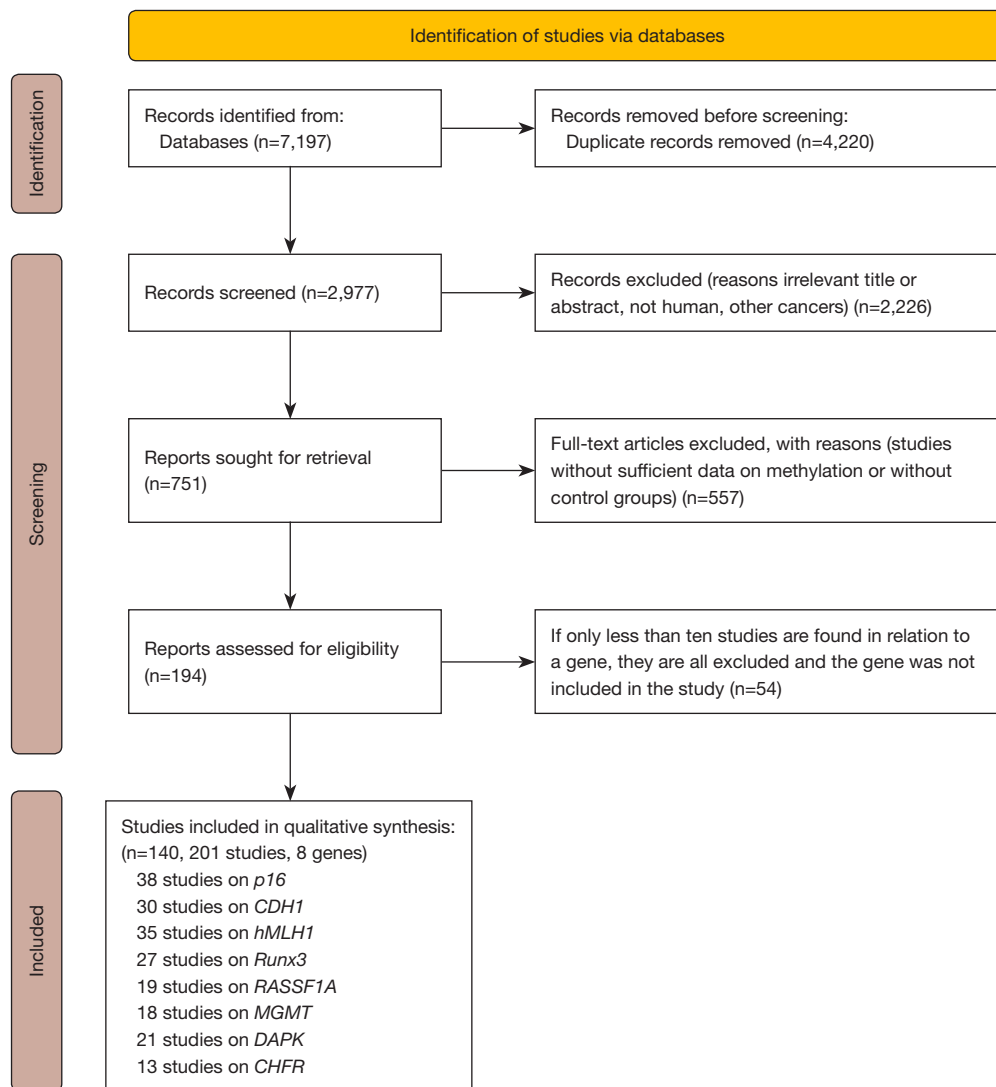 Identification of studies via databases
Identification
Records identified from:
Databases (n=7,197)
Records removed before screening:
Duplicate records removed (n=4,220)
Screening
Records screened (n=2,977)
Records excluded (reasons irrelevant title or
abstract, not human, other cancers) (n=2,226)
Reports sought for retrieval
(n=751)
Full-text articles excluded, with reasons (studies
without sufficient data on methylation or without
control groups) (n=557)
Reports assessed for eligibility
(n=194)
If only less than ten studies are found in relation to
a gene, they are all excluded and the gene was not
included in the study (n=54)
Included
Studies included in qualitative synthesis:
(n=140, 201 studies, 8 genes)
38 studies on p16
30 studies on CDH1
35 studies on hMLH1
27 studies on Runx3
19 studies on RASSF1A
18 studies on MGMT
21 studies on DAPK
13 studies on CHFR